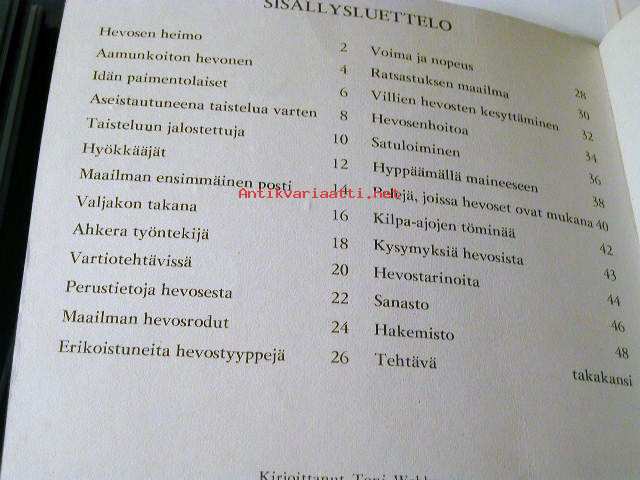 SISÄLLYSLUETTELO
Hevosen heimo 2
Aamunkoiton hevonen 4
Idän paimentolaiset 6
Aseistautuneena taistelua varten 8
Taisteluun jalostettuja 10
Hyökkääjät 12
Maailman ensimmäinen posti 14
Valjakon takana 16
Ahkera työntekijä 18
Vartiotehtävissä 20
Perustietoja hevosesta 22
Maailman hevosrodut 24
Erikoistuneita hevostyyppejä 26
Voima ja nopeus 28
Ratsastuksen maailma 30
Villien hevosten kesyttäminen 32
Hevosenhoitoa 34
Satuloiminen 36
Hyppäämällä maineeseen 38
Pelejä, joissa hevoset ovat mukana 40
Kilpa-ajojen töminää 42
Kysymyksiä hevosista 43
Hevostarinoita 44
Sanasto 46
Hakemisto 48
Tehtävä takakansi
Antikvariaatti.net
Kirjoittanut Toni